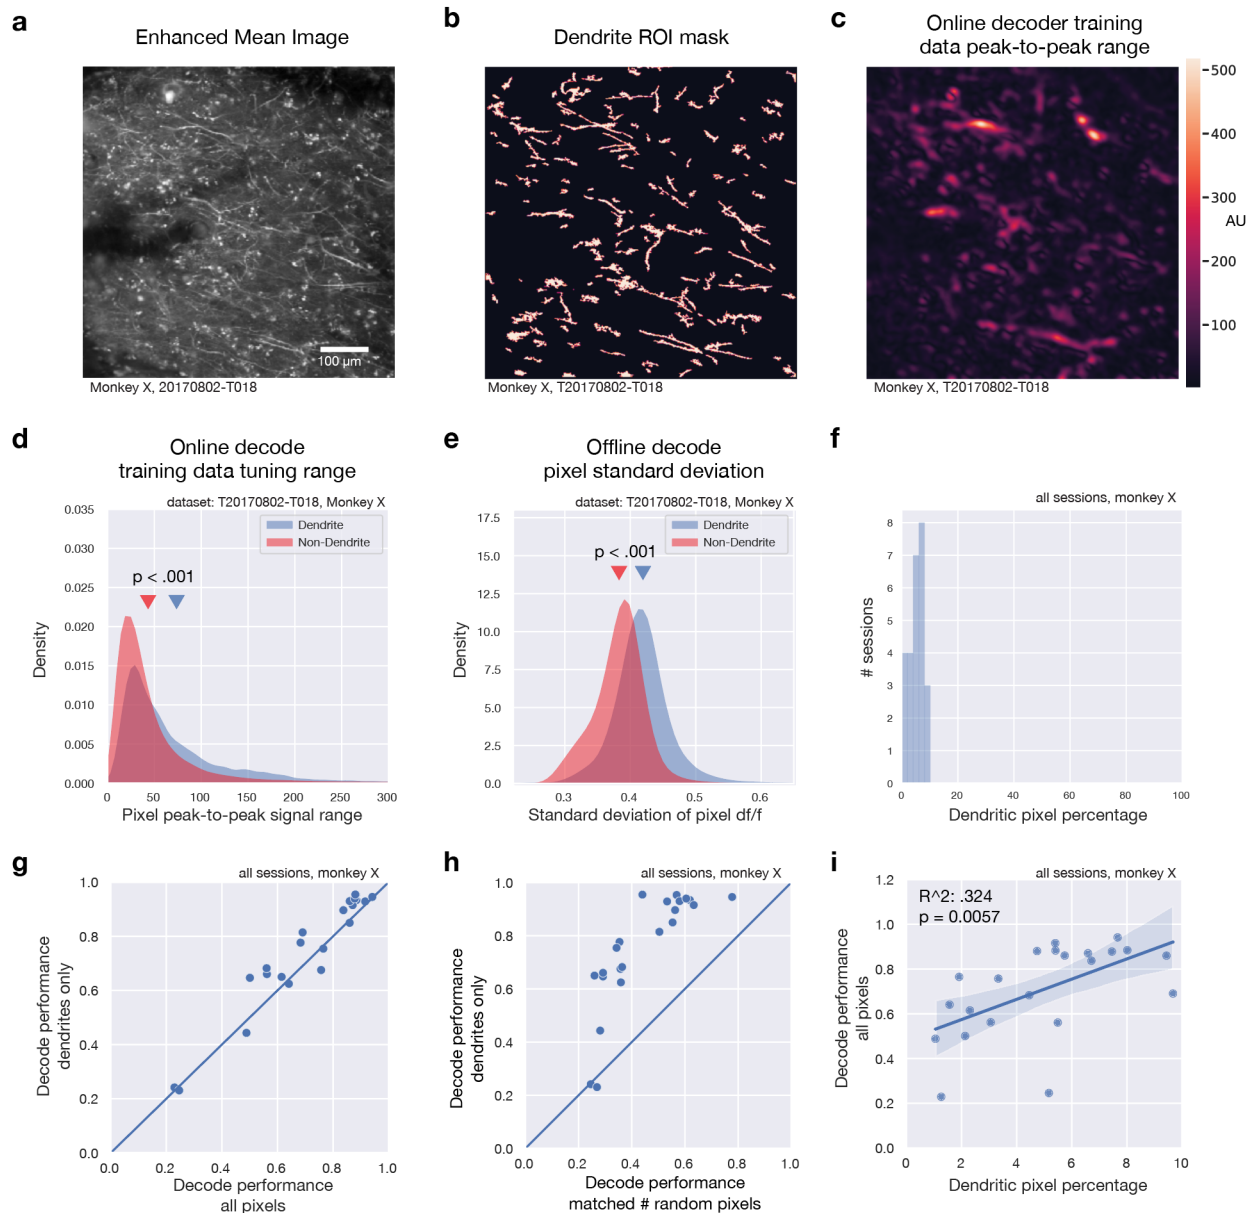 a
Enhanced Mean Image
100 µm
Monkey X, 20170802-T018
b
Dendrite ROI mask
Monkey X, T20170802-T018
c
Online decoder training
data peak-to-peak range
500
400
300
AU
200
100
Monkey X, T20170802-T018
d
Online decode
training data tuning range
dataset: T20170802-T018, Monkey X
Dendrite
Non-Dendrite
p < .001
Density
0.035
0.030
0.025
0.020
0.015
0.010
0.005
0.000
0 50 100 150 200 250 300
Pixel peak-to-peak signal range
e
Offline decode
pixel standard deviation
dataset: T20170802-T018, Monkey X
Dendrite
Non-Dendrite
p < .001
Density
17.5
15.0
12.5
10.0
7.5
5.0
2.5
0.0
0.3 0.4 0.5 0.6
Standard deviation of pixel df/f
f
all sessions, monkey X
# sessions
8
7
6
5
4
3
2
1
0
0 20 40 60 80 100
Dendritic pixel percentage
g
all sessions, monkey X
Decode performance
dendrites only
1.0
0.8
0.6
0.4
0.2
0.0
0.0 0.2 0.4 0.6 0.8 1.0
Decode performance
all pixels
h
all sessions, monkey X
Decode performance
dendrites only
1.0
0.8
0.6
0.4
0.2
0.0
0.0 0.2 0.4 0.6 0.8 1.0
Decode performance
matched # random pixels
i
all sessions, monkey X
R^2: .324
p = 0.0057
Decode performance
all pixels
1.2
1.0
0.8
0.6
0.4
0.2
0.0
0 2 4 6 8 10
Dendritic pixel percentage